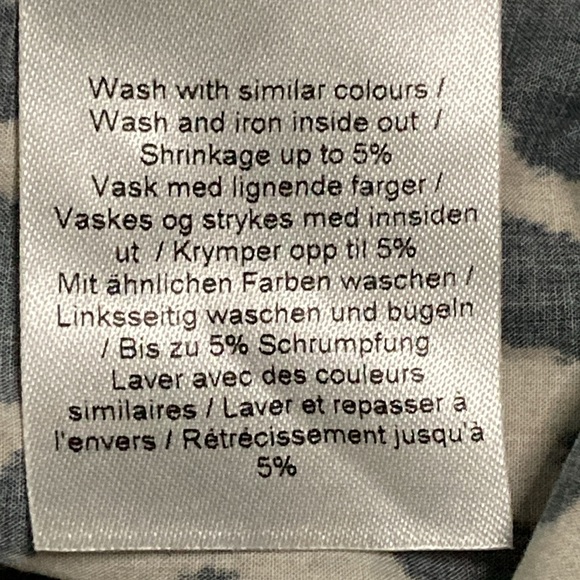 Wash with similar colours /
Wash and iron inside out /
Shrinkage up to 5%
Vask med lignende farger /
Vaskes og strykes med innsiden
ut / Krymper opp til 5%
Mit ähnlichen Farben waschen /
Linksseitig waschen und bügeln
/ Bis zu 5% Schrumpfung
Laver avec des couleurs
similaires / Laver et repasser à
l'envers / Rétrécissement jusqu'à
5%